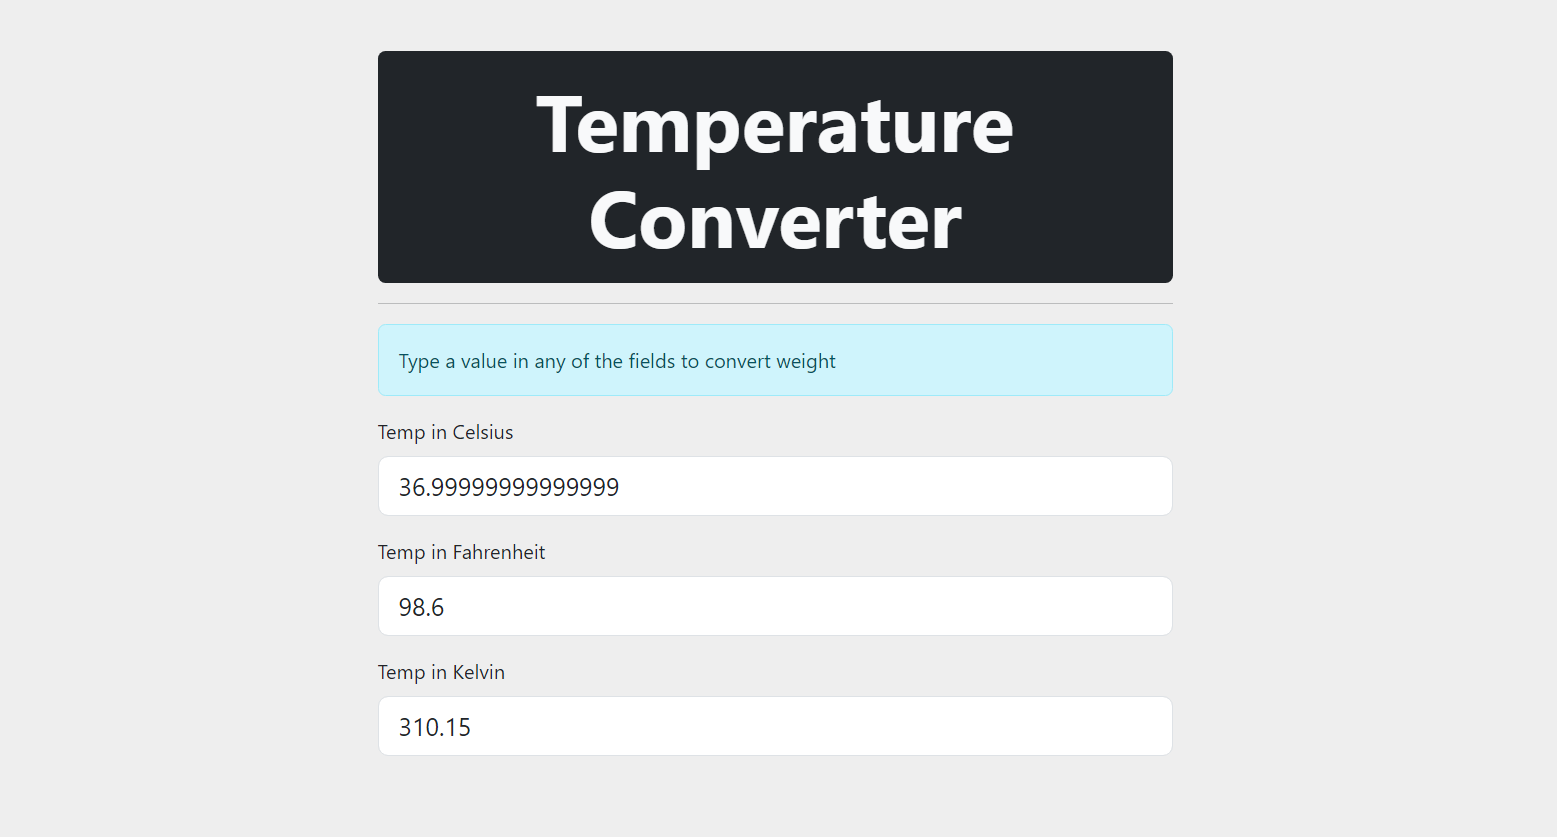 Temperature
Converter
Type a value in any of the fields to convert weight
Temp in Celsius
36.99999999999999
Temp in Fahrenheit
98.6
Temp in Kelvin
310.15